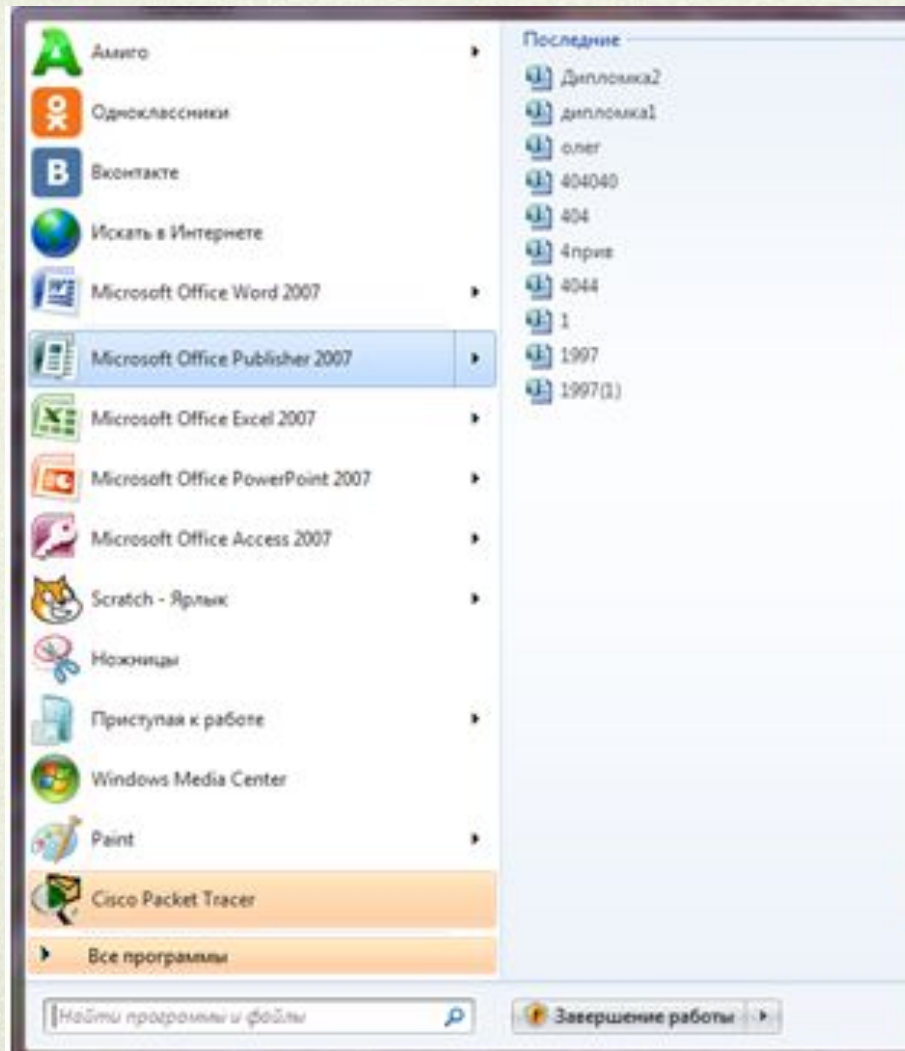 Амиго
Одноклассники
Вконтакте
Искать в Интернете
Microsoft Office Word 2007
Microsoft Office Publisher 2007
Microsoft Office Excel 2007
Microsoft Office PowerPoint 2007
Microsoft Office Access 2007
Scratch - Ярлык
Ножницы
Приступая к работе
Windows Media Center
Paint
Cisco Packet Tracer
Все программы
Найти программы и файлы
Последние
Дипломка2
дипломка1
олег
404040
404
4прив
4044
1
1997
1997(1)
Завершение работы